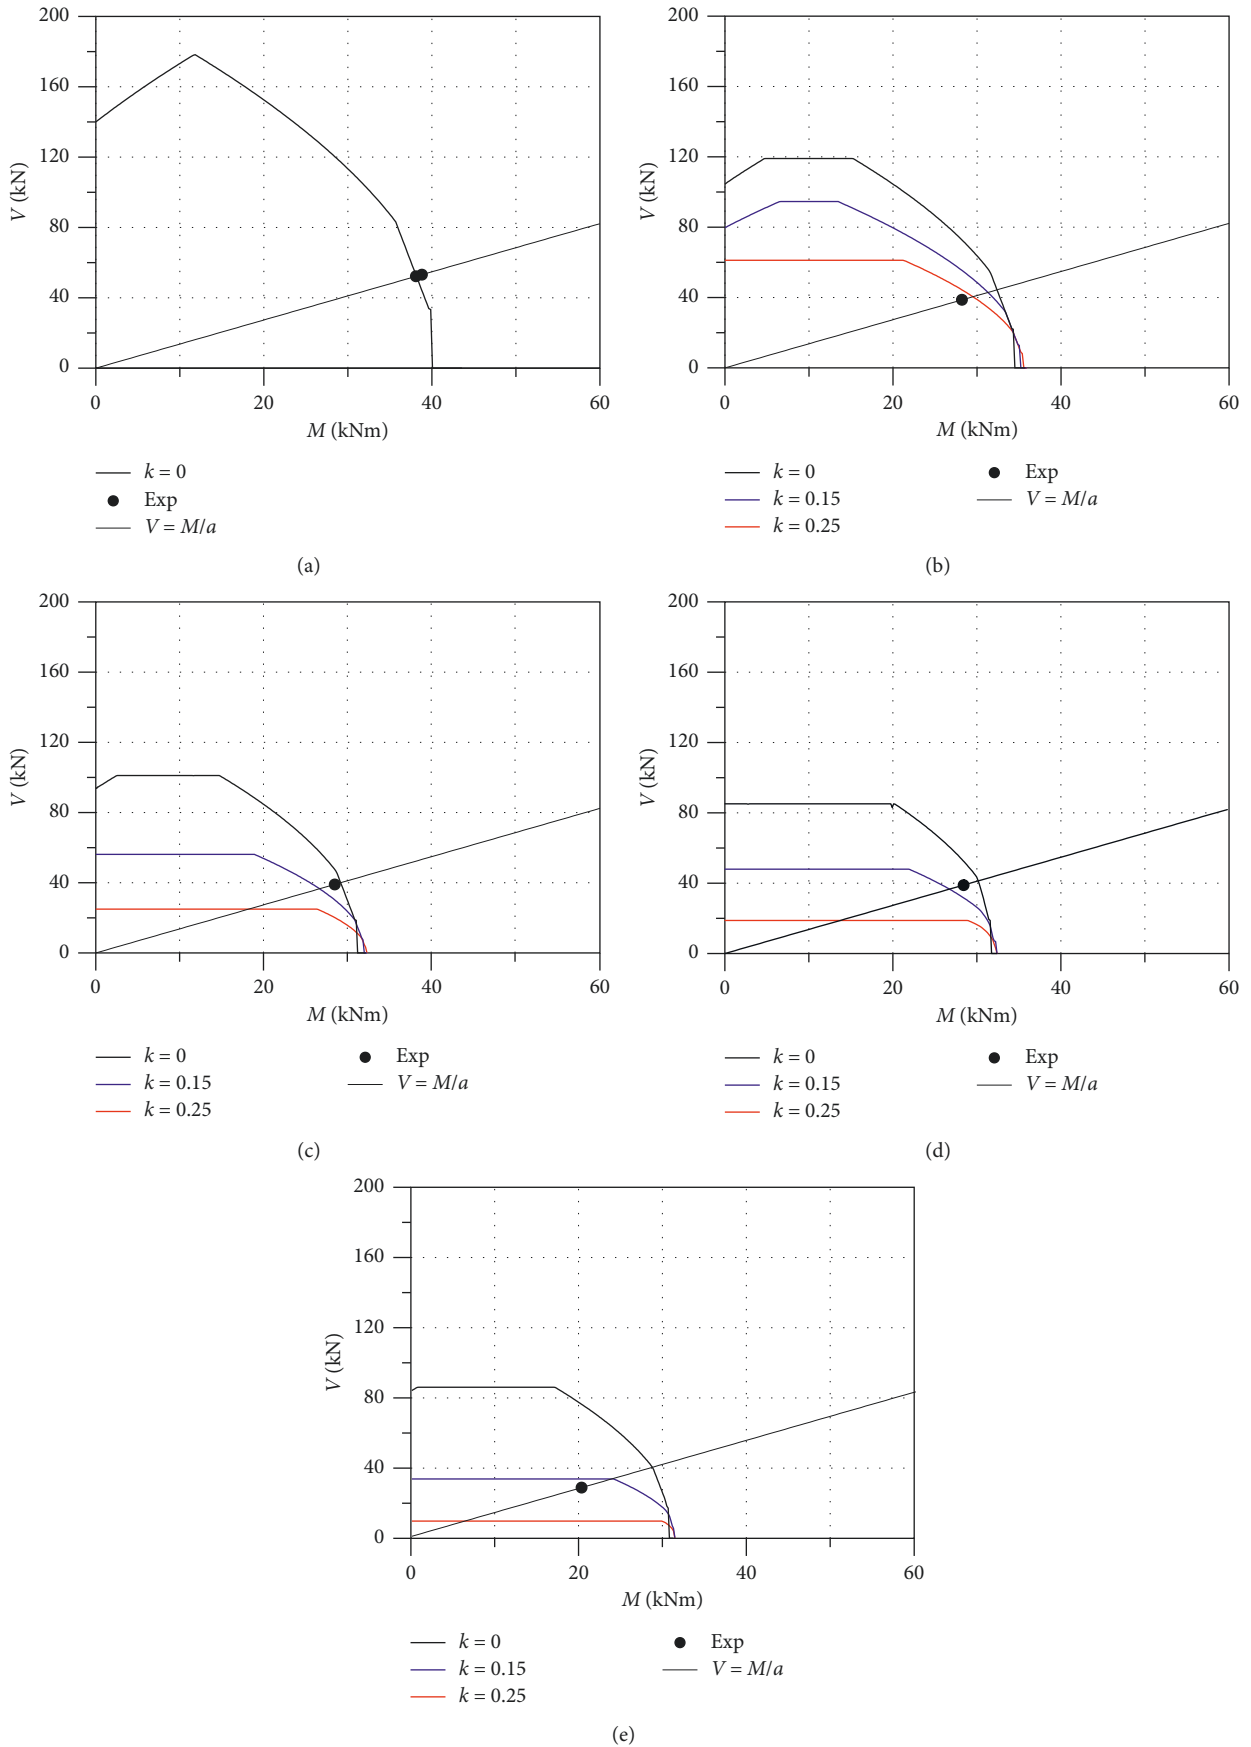 200
160
120
80
40
0
V (kN)
0 20 40 60
M (kNm)
k = 0
Exp
V = M/a
(a)
200
160
120
80
40
0
V (kN)
0 20 40 60
M (kNm)
k = 0
k = 0.15
k = 0.25
Exp
V = M/a
(b)
200
160
120
80
40
0
V (kN)
0 20 40 60
M (kNm)
k = 0
k = 0.15
k = 0.25
Exp
V = M/a
(c)
200
160
120
80
40
0
V (kN)
0 20 40 60
M (kNm)
k = 0
k = 0.15
k = 0.25
Exp
V = M/a
(d)
200
160
120
80
40
0
V (kN)
0 20 40 60
M (kNm)
k = 0
k = 0.15
k = 0.25
Exp
V = M/a
(e)